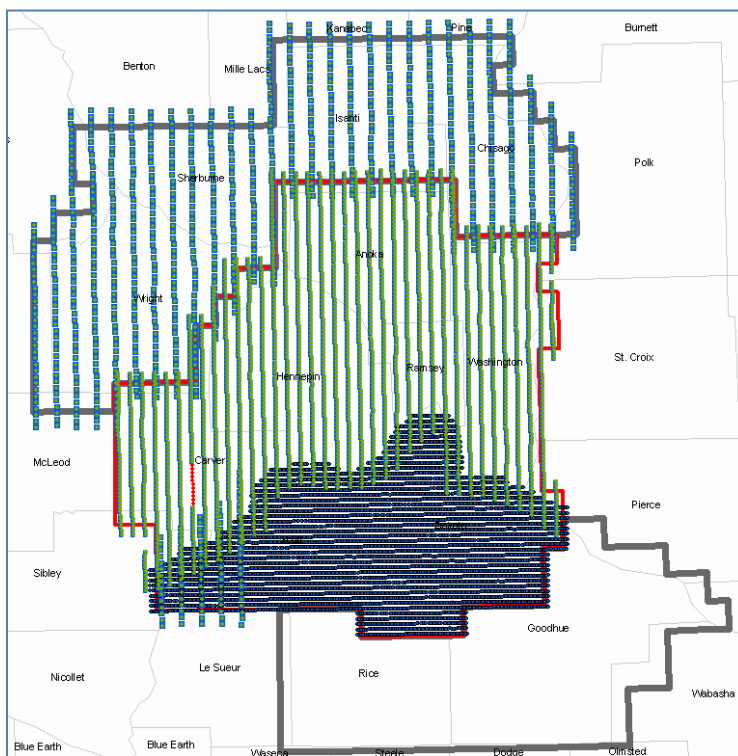 Kanabec
Pine
Burnett
Benton
Mille Lacs
Isanti
Chisago
Polk
Sherburne
Anoka
Wright
St. Croix
Hennepin
Ramsey
Washington
McLeod
Carver
Pierce
Sibley
Goodhue
Le Sueur
Rice
Nicollet
Wabasha
Blue Earth
Blue Earth
Waseca
Steele
Dodge
Olmsted